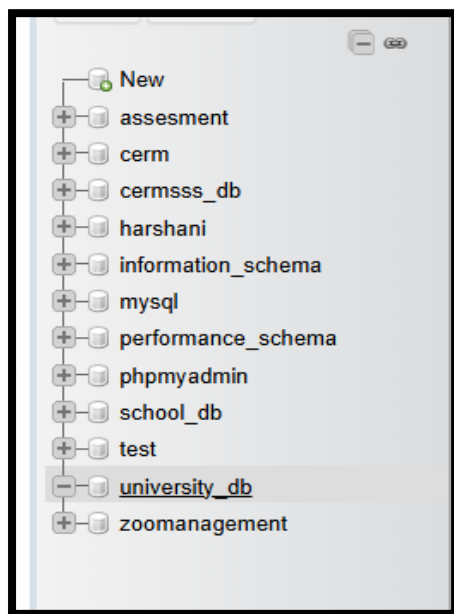 New
assesment
cerm
cermsss_db
harshani
information_schema
mysql
performance_schema
phpmyadmin
school_db
test
university_db
zoomanagement